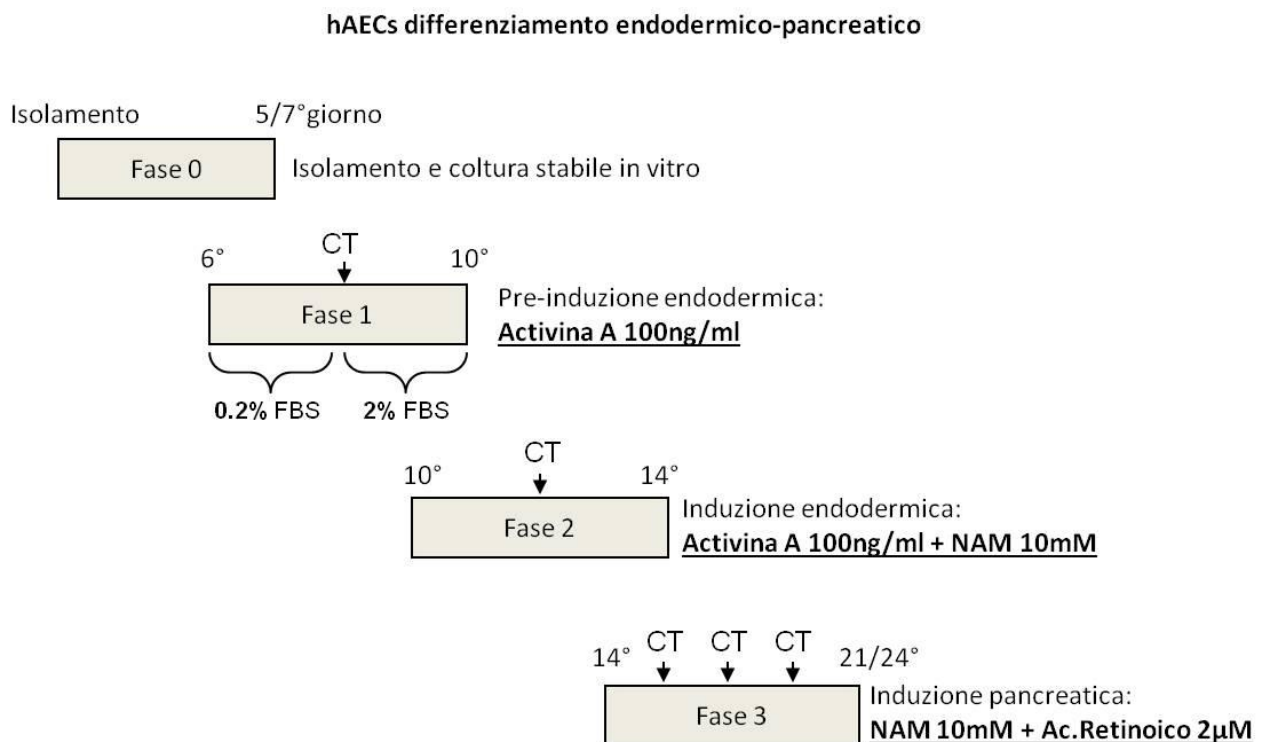 hAECs differenziamento endodermico-pancreatico
Isolamento 5/7°giorno
Fase 0 Isolamento e coltura stabile in vitro
6° CT 10°
Fase 1
Pre-induzione endodermica:
Activina A 100ng/ml
0.2% FBS 2% FBS
10° CT 14°
Fase 2
Induzione endodermica:
Activina A 100ng/ml + NAM 10mM
14° CT CT CT 21/24°
Fase 3
Induzione pancreatica:
NAM 10mM + Ac.Retinoico 2µM